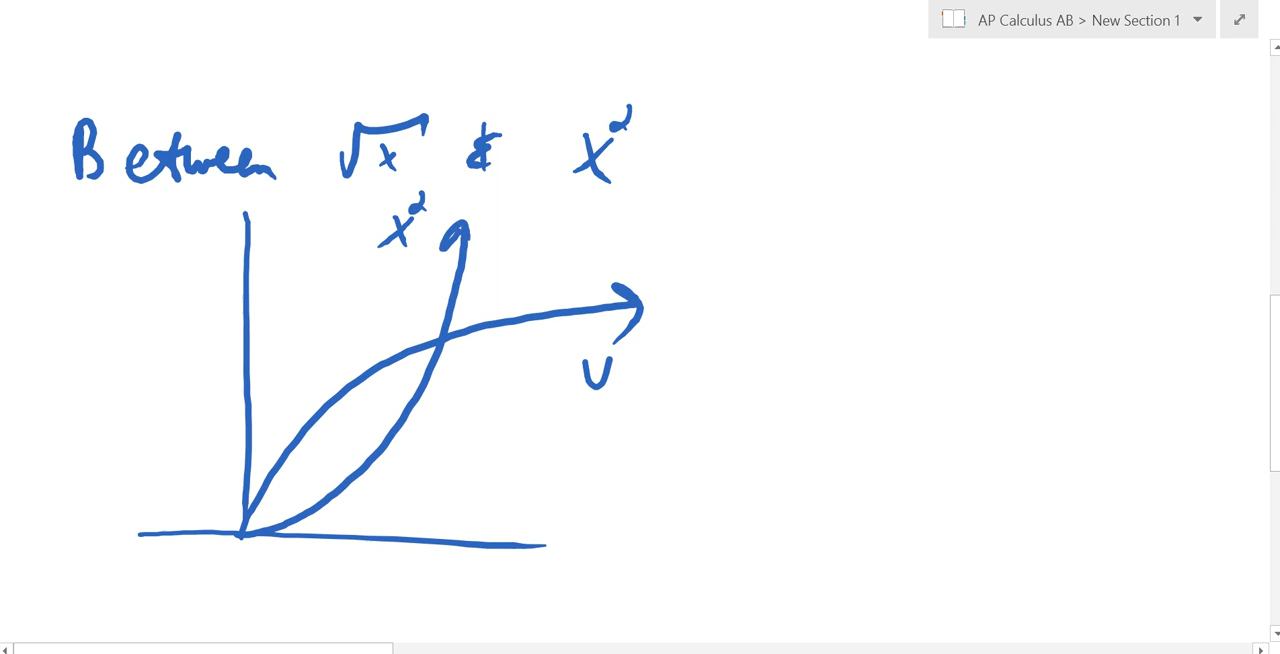 AP Calculus AB > New Section 1
Between √x & x²
x²